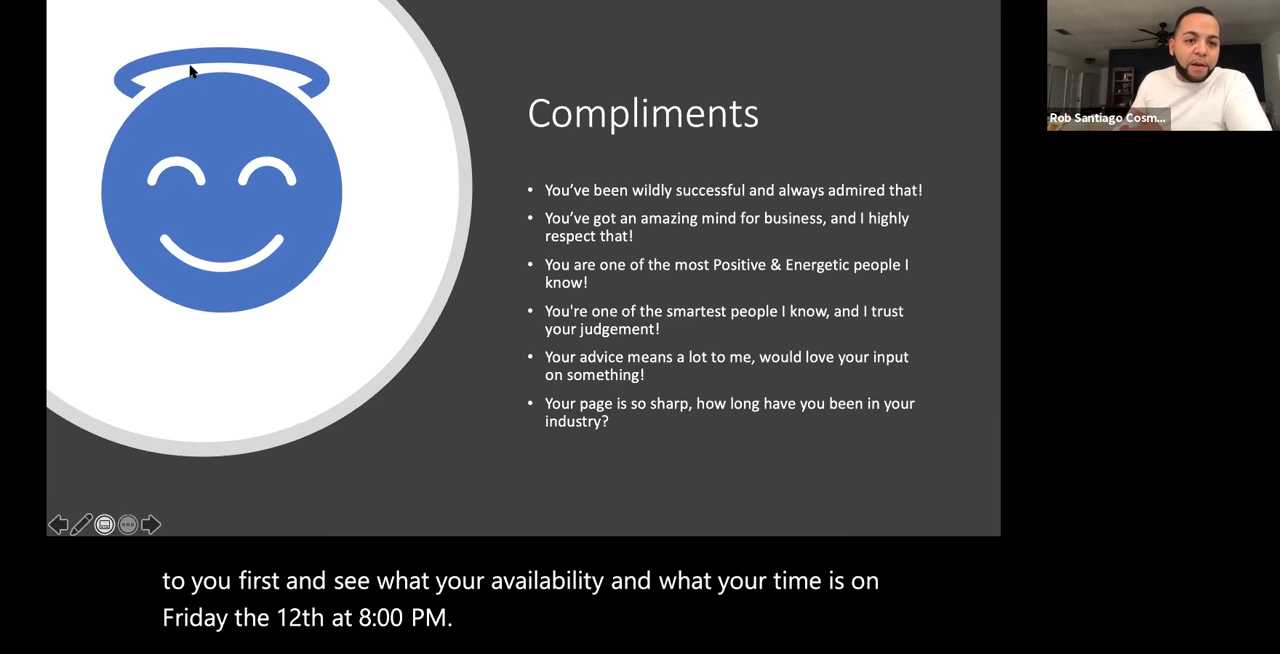 Compliments
• You’ve been wildly successful and always admired that!
• You’ve got an amazing mind for business, and I highly
respect that!
• You are one of the most Positive & Energetic people I
know!
• You're one of the smartest people I know, and I trust
your judgement!
• Your advice means a lot to me, would love your input
on something!
• Your page is so sharp, how long have you been in your
industry?
Rob Santiago Cosm...
to you first and see what your availability and what your time is on
Friday the 12th at 8:00 PM.